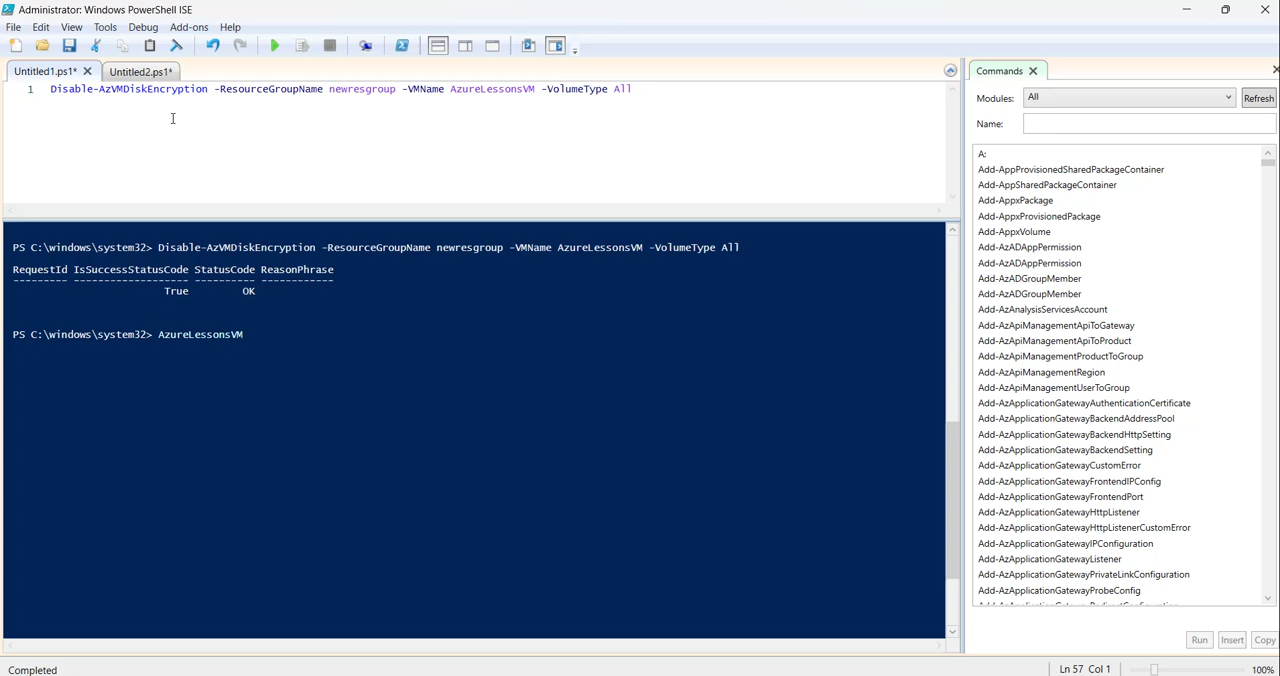 Administrator: Windows PowerShell ISE
File Edit View Tools Debug Add-ons Help
Untitled1.ps1* Untitled2.ps1*
1 Disable-AzVMDiskEncryption -ResourceGroupName newresgroup -VMName AzureLessonsVM -VolumeType All
PS C:\windows\system32> Disable-AzVMDiskEncryption -ResourceGroupName newresgroup -VMName AzureLessonsVM -VolumeType All
RequestId IsSuccessStatusCode StatusCode ReasonPhrase
--------- ------------------- ---------- ------------
True OK
PS C:\windows\system32> AzureLessonsVM
Commands
Modules: All Refresh
Name:
A:
Add-AppProvisionedSharedPackageContainer
Add-AppSharedPackageContainer
Add-AppxPackage
Add-AppxProvisionedPackage
Add-AppxVolume
Add-AzADAppPermission
Add-AzADAppPermission
Add-AzADGroupMember
Add-AzADGroupMember
Add-AzAnalysisServicesAccount
Add-AzApiManagementApiToGateway
Add-AzApiManagementApiToProduct
Add-AzApiManagementProductToGroup
Add-AzApiManagementRegion
Add-AzApiManagementUserToGroup
Add-AzApplicationGatewayAuthenticationCertificate
Add-AzApplicationGatewayBackendAddressPool
Add-AzApplicationGatewayBackendHttpSetting
Add-AzApplicationGatewayBackendSetting
Add-AzApplicationGatewayCustomError
Add-AzApplicationGatewayFrontendIPConfig
Add-AzApplicationGatewayFrontendPort
Add-AzApplicationGatewayHttpListener
Add-AzApplicationGatewayHttpListenerCustomError
Add-AzApplicationGatewayIPConfiguration
Add-AzApplicationGatewayListener
Add-AzApplicationGatewayPrivateLinkConfiguration
Add-AzApplicationGatewayProbeConfig
Run Insert Copy
Completed
Ln 57 Col 1
100%